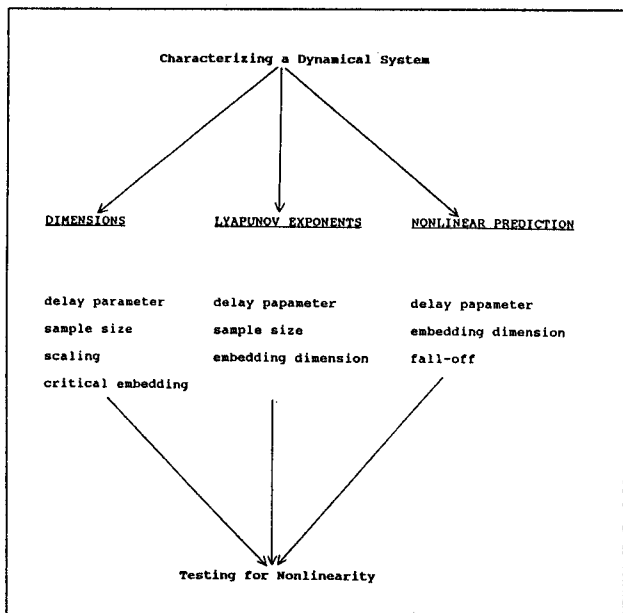 Characterizing a Dynamical System
DIMENSIONS LYAPUNOV EXPONENTS NONLINEAR PREDICTION
delay parameter delay papameter delay papameter
sample size sample size embedding dimension
scaling embedding dimension fall-off
critical embedding
Testing for Nonlinearity